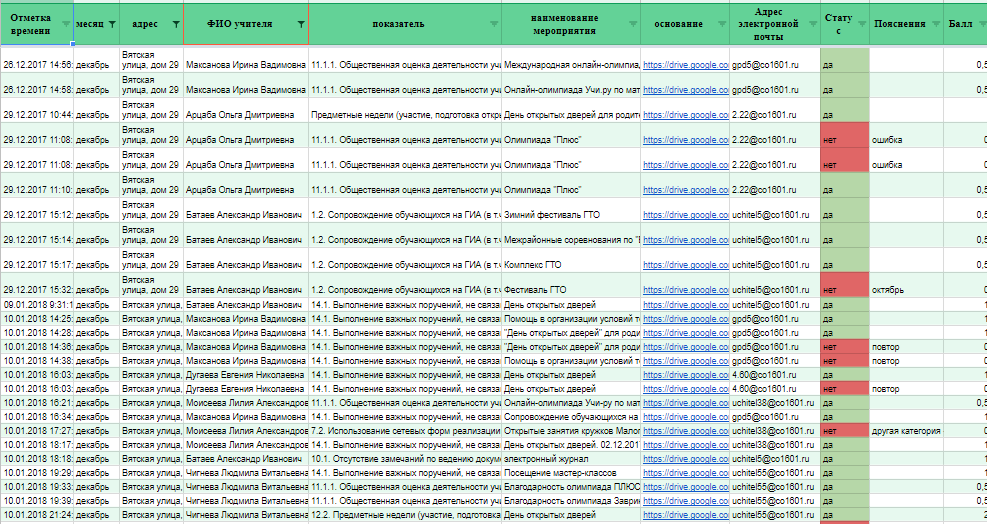 Отметка времени месяц адрес ФИО учителя показатель наименование мероприятия основание Адрес электронной почты Статус Пояснения Балл
26.12.2017 14:56: декабрь Вятская улица, дом 29 Максанова Ирина Вадимовна 11.1.1. Общественная оценка деятельности учи Международная онлайн-олимпиад https://drive.google.co gpd5@co1601.ru да 0,5
26.12.2017 14:58: декабрь Вятская улица, дом 29 Максанова Ирина Вадимовна 11.1.1. Общественная оценка деятельности учи Онлайн-олимпиада Учи.ру по мат https://drive.google.co gpd5@co1601.ru да 0,5
29.12.2017 10:44: декабрь Вятская улица, дом 29 Арцаба Ольга Дмитриевна Предметные недели (участие, подготовка откры День открытых дверей для родите https://drive.google.co 2.22@co1601.ru да
29.12.2017 11:08: декабрь Вятская улица, дом 29 Арцаба Ольга Дмитриевна 11.1.1. Общественная оценка деятельности учи Олимпиада "Плюс" https://drive.google.co 2.22@co1601.ru нет ошибка
29.12.2017 11:08: декабрь Вятская улица, дом 29 Арцаба Ольга Дмитриевна 11.1.1. Общественная оценка деятельности учи Олимпиада "Плюс" https://drive.google.co 2.22@co1601.ru нет ошибка
29.12.2017 11:10: декабрь Вятская улица, дом 29 Арцаба Ольга Дмитриевна 11.1.1. Общественная оценка деятельности учи Олимпиада "Плюс" https://drive.google.co 2.22@co1601.ru да 0,5
29.12.2017 15:12: декабрь Вятская улица, дом 29 Батаев Александр Иванович 1.2. Сопровождение обучающихся на ГИА (в т.ч Зимний фестиваль ГТО https://drive.google.co uchitel5@co1601.ru да 0,5
29.12.2017 15:14: декабрь Вятская улица, дом 29 Батаев Александр Иванович 1.2. Сопровождение обучающихся на ГИА (в т.ч Межрайонные соревнования по "Е https://drive.google.co uchitel5@co1601.ru да 0,5
29.12.2017 15:17: декабрь Вятская улица, дом 29 Батаев Александр Иванович 1.2. Сопровождение обучающихся на ГИА (в т.ч Комплекс ГТО https://drive.google.co uchitel5@co1601.ru да 0,5
29.12.2017 15:32: декабрь Вятская улица, дом 29 Батаев Александр Иванович 1.2. Сопровождение обучающихся на ГИА (в т.ч Фестиваль ГТО https://drive.google.co uchitel5@co1601.ru нет октябрь
09.01.2018 9:31:1 декабрь Вятская улица, Батаев Александр Иванович 14.1. Выполнение важных поручений, не связа День открытых дверей https://drive.google.co uchitel5@co1601.ru да 1
10.01.2018 14:25: декабрь Вятская улица, Максанова Ирина Вадимовна 14.1. Выполнение важных поручений, не связа Помощь в организации условий т https://drive.google.co gpd5@co1601.ru да 1
10.01.2018 14:28: декабрь Вятская улица, Максанова Ирина Вадимовна 14.1. Выполнение важных поручений, не связа "День открытых дверей" для роди https://drive.google.co gpd5@co1601.ru да 1
10.01.2018 14:36: декабрь Вятская улица, Максанова Ирина Вадимовна 14.1. Выполнение важных поручений, не связа "День открытых дверей" для роди https://drive.google.co gpd5@co1601.ru нет повтор 0
10.01.2018 14:38: декабрь Вятская улица, Максанова Ирина Вадимовна 14.1. Выполнение важных поручений, не связа Помощь в организации условий т https://drive.google.co gpd5@co1601.ru нет повтор 0
10.01.2018 16:03: декабрь Вятская улица, Дугаева Евгения Николаевна 14.1. Выполнение важных поручений, не связа День открытых дверей https://drive.google.co 4.60@co1601.ru да 1
10.01.2018 16:03: декабрь Вятская улица, Дугаева Евгения Николаевна 14.1. Выполнение важных поручений, не связа День открытых дверей https://drive.google.co 4.60@co1601.ru нет повтор 0
10.01.2018 16:21: декабрь Вятская улица, Моисеева Лилия Александров 11.1.1. Общественная оценка деятельности учи Онлайн-олимпиада Учи-ру по мат https://drive.google.co uchitel38@co1601.ru да 0,5
10.01.2018 16:34: декабрь Вятская улица, Максанова Ирина Вадимовна 14.1. Выполнение важных поручений, не связа Сопровождение обучающихся на https://drive.google.co gpd5@co1601.ru да 1
10.01.2018 17:27: декабрь Вятская улица, Моисеева Лилия Александров 7.2. Использование сетевых форм реализации Открытые занятия кружков Малог https://drive.google.co uchitel38@co1601.ru нет другая категория 0
10.01.2018 18:17: декабрь Вятская улица, Моисеева Лилия Александров 14.1. Выполнение важных поручений, не связа День открытых дверей. 02.12.2017 https://drive.google.co uchitel38@co1601.ru да 1
10.01.2018 18:18: декабрь Вятская улица, Батаев Александр Иванович 10.1. Отсутствие замечаний по ведению докуме электронный журнал https://drive.google.co uchitel5@co1601.ru да 1
10.01.2018 19:29: декабрь Вятская улица, Чигнева Людмила Витальевна 14.1. Выполнение важных поручений, не связа Посещение мастер-классов https://drive.google.co uchitel55@co1601.ru да 1
10.01.2018 19:33: декабрь Вятская улица, Чигнева Людмила Витальевна 11.1.1. Общественная оценка деятельности учи Благодарность олимпиада ПЛЮС https://drive.google.co uchitel55@co1601.ru да 0,5
10.01.2018 19:39: декабрь Вятская улица, Чигнева Людмила Витальевна 11.1.1. Общественная оценка деятельности учи Благодарность олимпиада Заври https://drive.google.co uchitel55@co1601.ru да 0,5
10.01.2018 21:24: декабрь Вятская улица, Чигнева Людмила Витальевна 12.2. Предметные недели (участие, подготовка День открытых дверей https://drive.google.co uchitel55@co1601.ru да 2